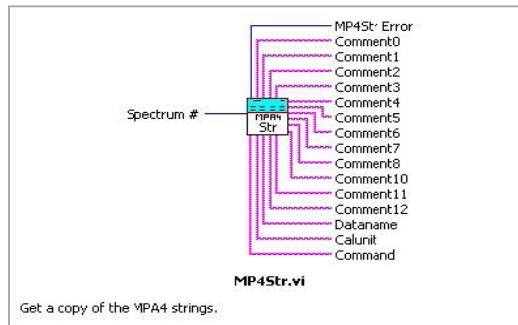 MP4Str Error
Comment0
Comment1
Comment2
Comment3
Comment4
Spectrum #
Comment5
MPA4
Comment6
Str
Comment7
Comment8
Comment10
Comment11
Comment12
Dataname
Calunit
Command
MP4Str.vi
Get a copy of the MPA4 strings.